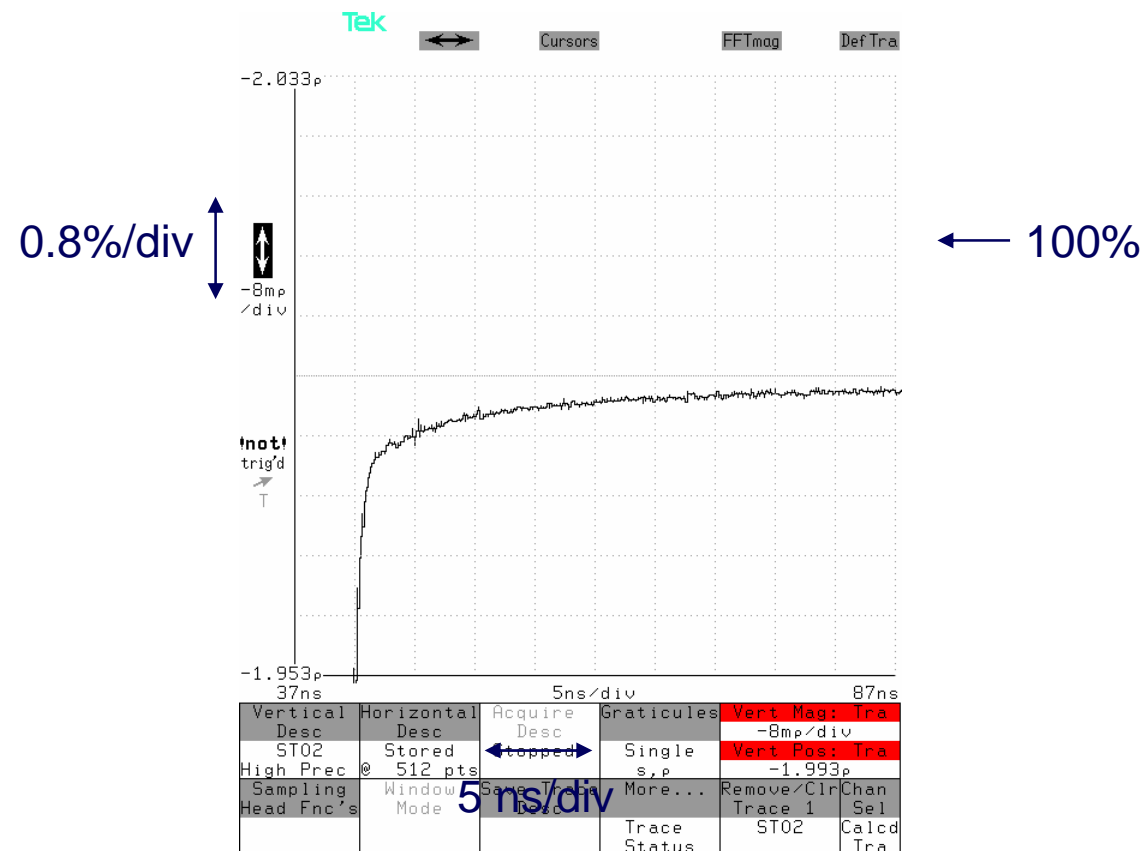 Tek
Cursors FFTmag DefTra
-2.033ρ
0.8%/div
100%
-8mρ
/div
!not!
trig'd
T
-1.953ρ
37ns 5ns/div 87ns
Vertical Horizontal Acquire Graticules Vert Mag: Tra
Desc Desc Desc -8mρ/div
ST02 Stored Stopped Single Vert Pos: Tra
High Prec @ 512 pts s,ρ -1.993ρ
Sampling Window Save Trace More... Remove/Clr Chan
Head Fnc's Mode Desc Trace 1 Sel
5 ns/div
Trace ST02 Calcd
Status Tra